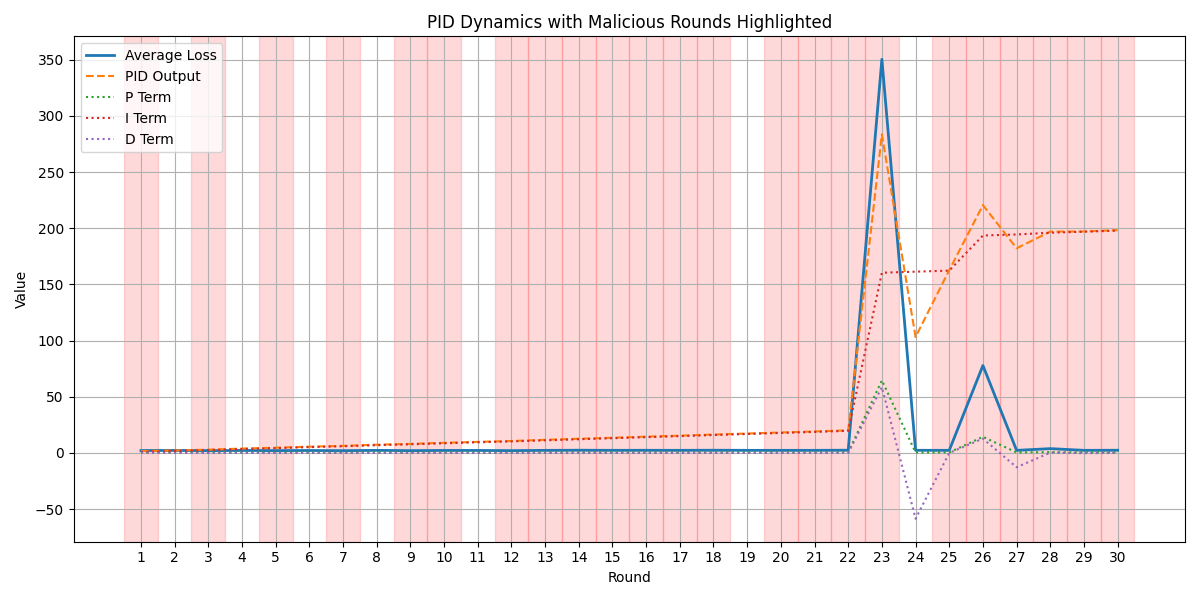 PID Dynamics with Malicious Rounds Highlighted
Average Loss
PID Output
P Term
I Term
D Term
350
300
250
200
150
100
50
0
−50
Value
1 2 3 4 5 6 7 8 9 10 11 12 13 14 15 16 17 18 19 20 21 22 23 24 25 26 27 28 29 30
Round